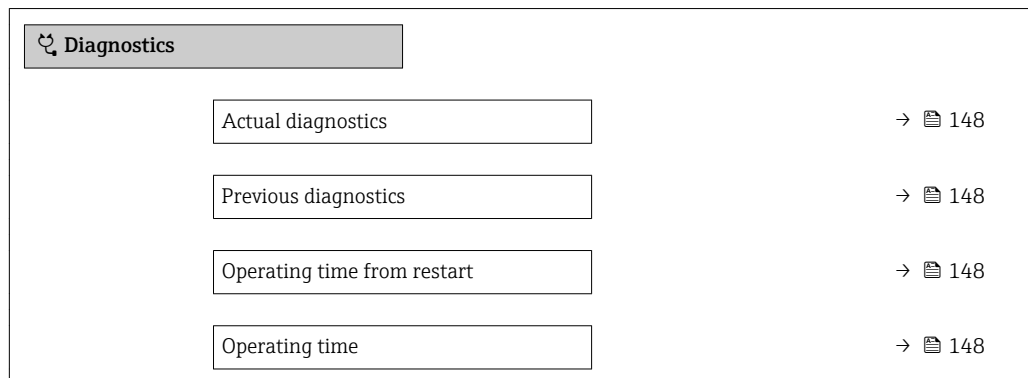 Diagnostics
Actual diagnostics → 148
Previous diagnostics → 148
Operating time from restart → 148
Operating time → 148